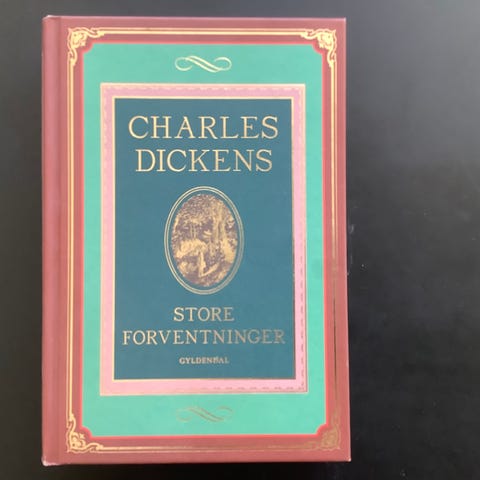 CHARLES
DICKENS
STORE
FORVENTNINGER
GYLDENDAL